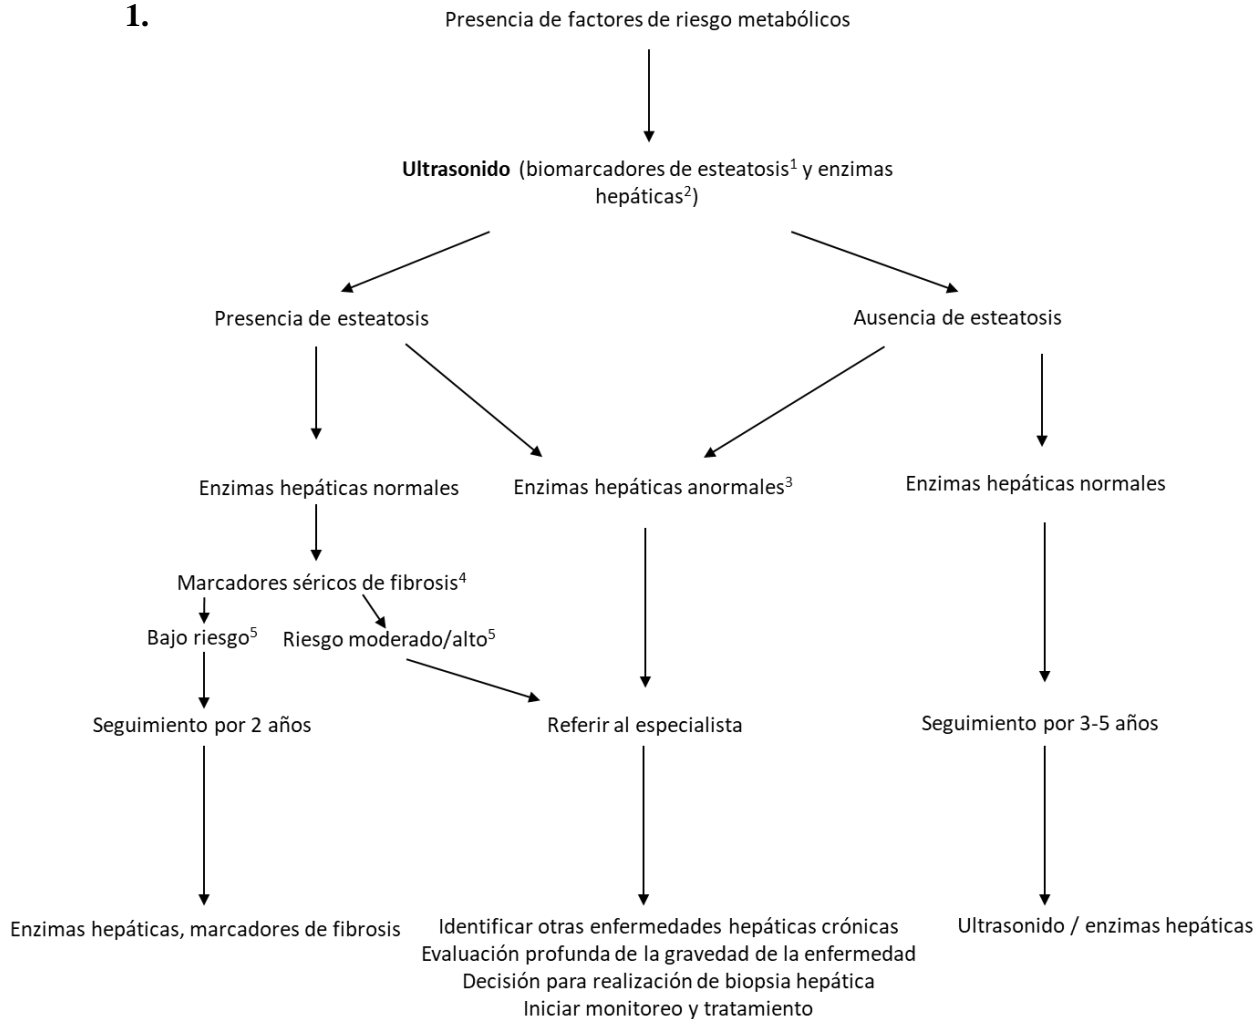 1.
Presencia de factores de riesgo metabólicos
Ultrasonido (biomarcadores de esteatosis¹ y enzimas
hepáticas²)
Presencia de esteatosis
Ausencia de esteatosis
Enzimas hepáticas normales
Enzimas hepáticas anormales³
Enzimas hepáticas normales
Marcadores séricos de fibrosis⁴
Bajo riesgo⁵
Riesgo moderado/alto⁵
Seguimiento por 2 años
Referir al especialista
Seguimiento por 3-5 años
Enzimas hepáticas, marcadores de fibrosis
Identificar otras enfermedades hepáticas crónicas
Evaluación profunda de la gravedad de la enfermedad
Decisión para realización de biopsia hepática
Iniciar monitoreo y tratamiento
Ultrasonido / enzimas hepáticas